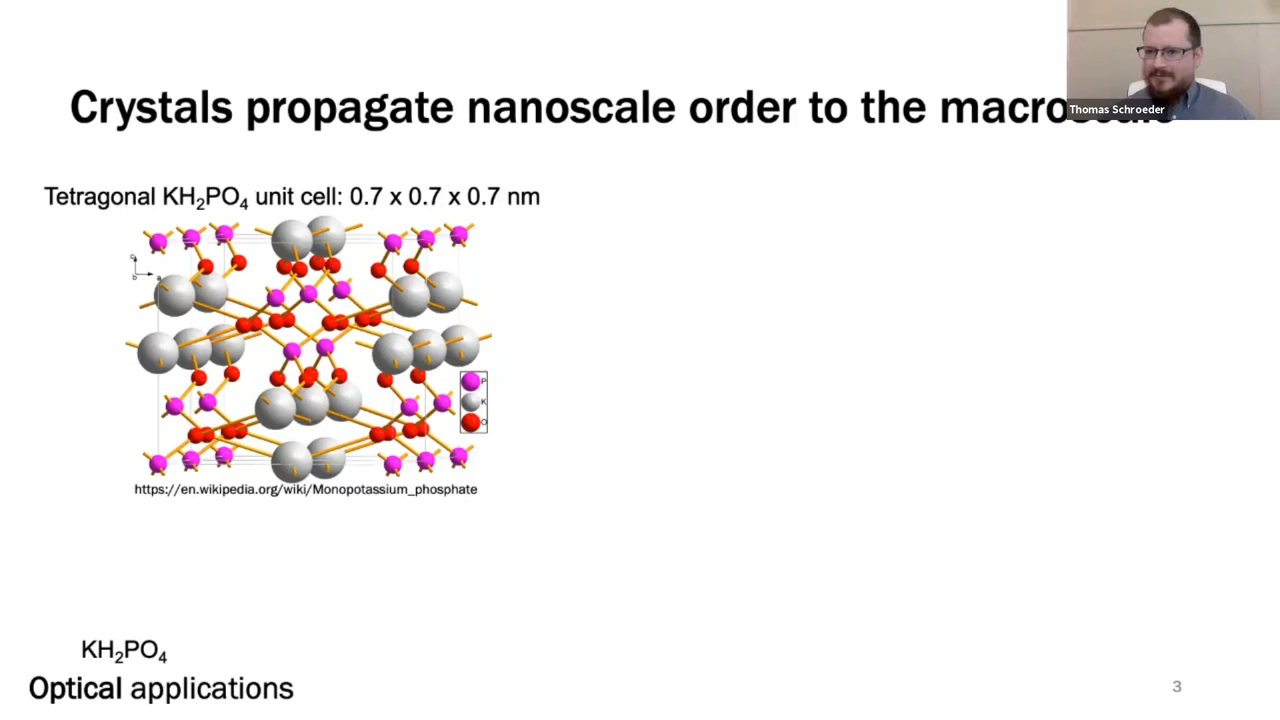 Crystals propagate nanoscale order to the
Thomas Schroeder
Tetragonal KH₂PO₄ unit cell: 0.7 x 0.7 x 0.7 nm
c
b a
P
K
O
https://en.wikipedia.org/wiki/Monopotassium_phosphate
KH₂PO₄
Optical applications
3